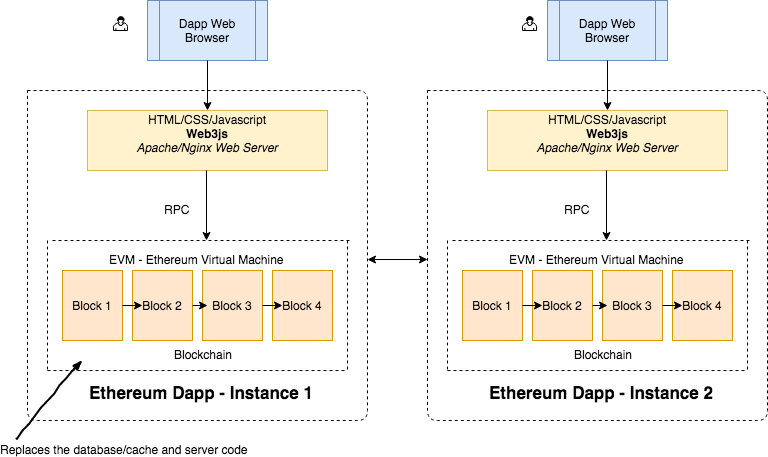 Dapp Web
Browser
Dapp Web
Browser
HTML/CSS/Javascript
Web3js
Apache/Nginx Web Server
HTML/CSS/Javascript
Web3js
Apache/Nginx Web Server
RPC
RPC
EVM - Ethereum Virtual Machine
Block 1
Block 2
Block 3
Block 4
Blockchain
EVM - Ethereum Virtual Machine
Block 1
Block 2
Block 3
Block 4
Blockchain
Ethereum Dapp - Instance 1
Ethereum Dapp - Instance 2
Replaces the database/cache and server code